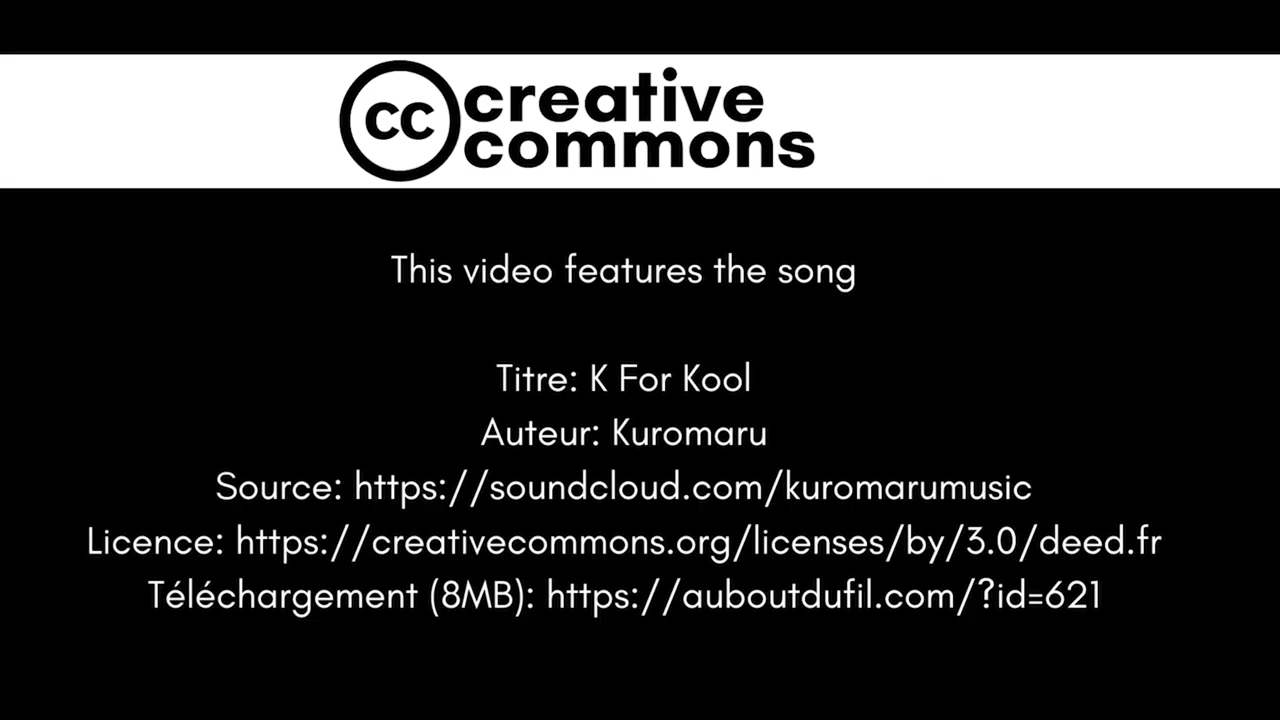 cc creative
commons
This video features the song
Titre: K For Kool
Auteur: Kuromaru
Source: https://soundcloud.com/kuromarumusic
Licence: https://creativecommons.org/licenses/by/3.0/deed.fr
Téléchargement (8MB): https://auboutdufil.com/?id=621